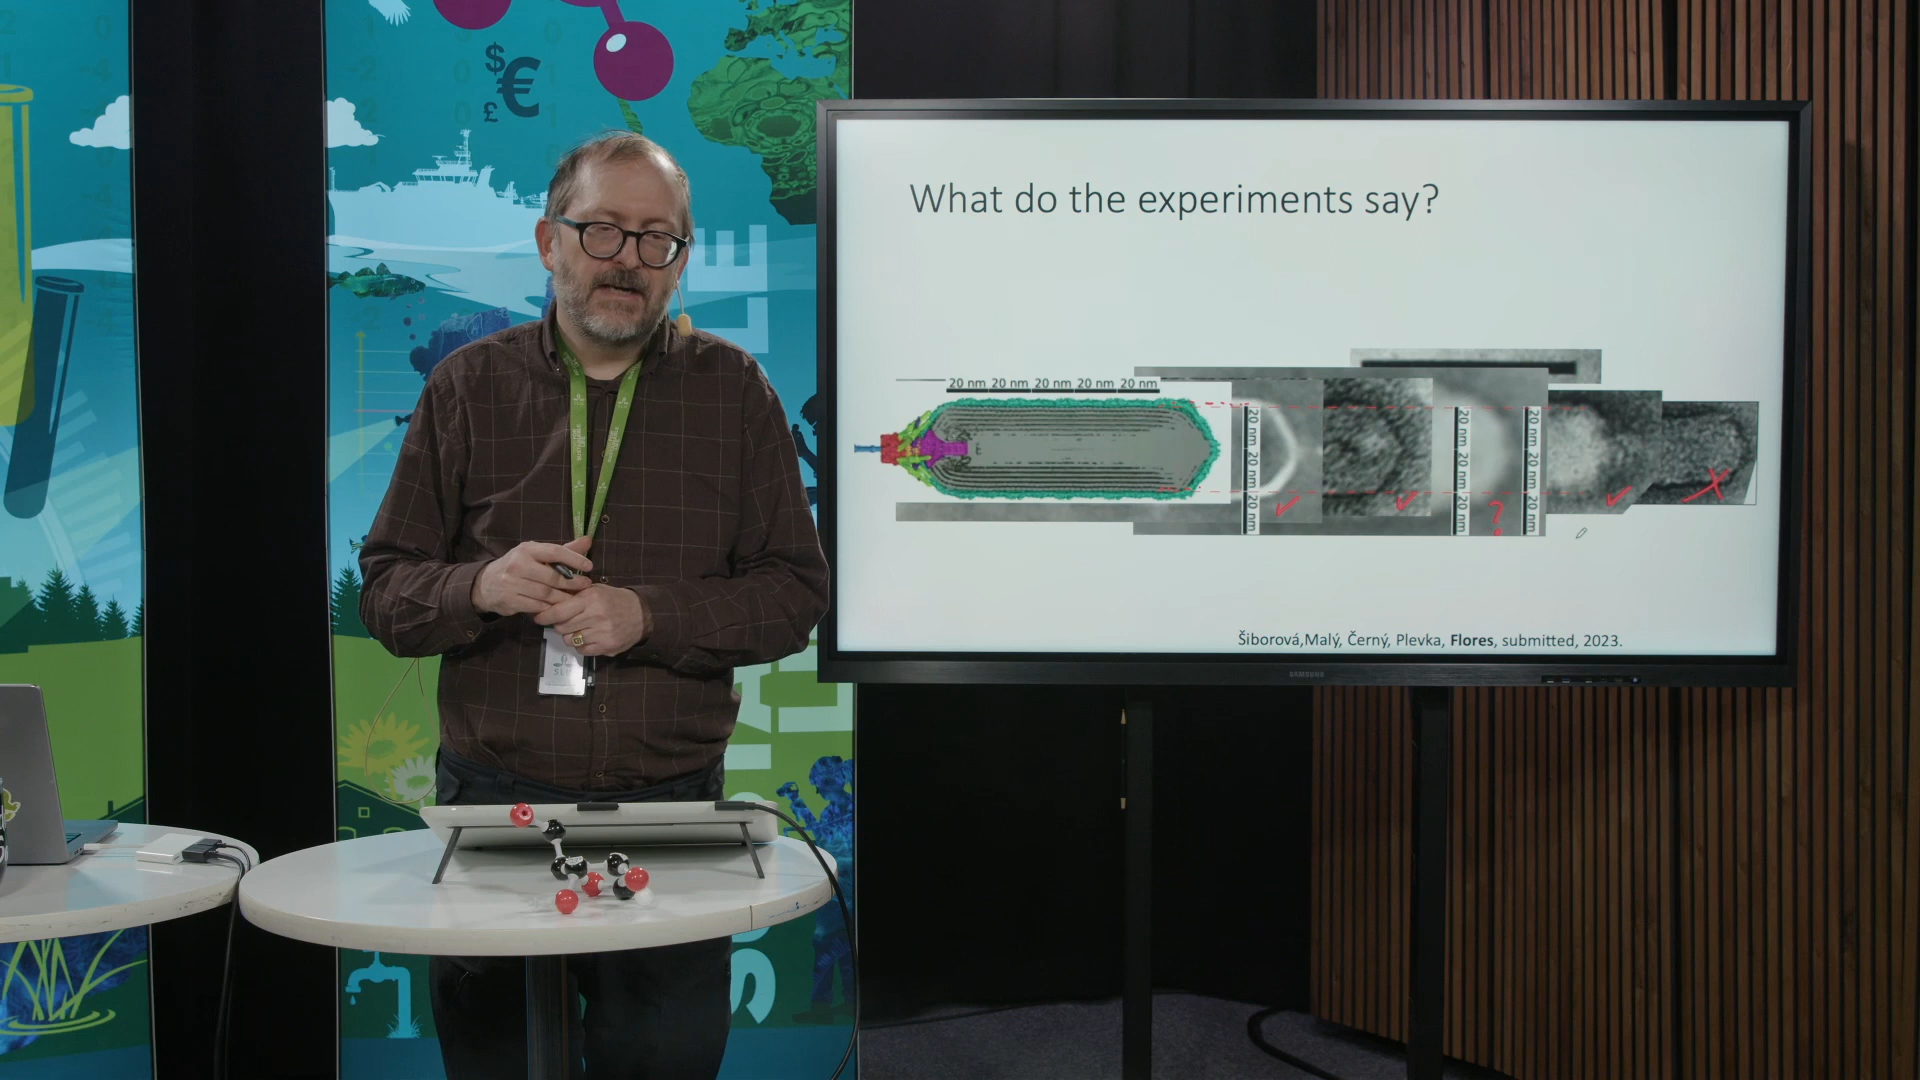 What do the experiments say?
20 nm 20 nm 20 nm 20 nm 20 nm
20 nm 20 nm 20 nm
20 nm 20 nm 20 nm
20 nm 20 nm 20 nm
?
Šiborová,Malý, Černý, Plevka, Flores, submitted, 2023.
SAMSUNG
$
€
£
LE